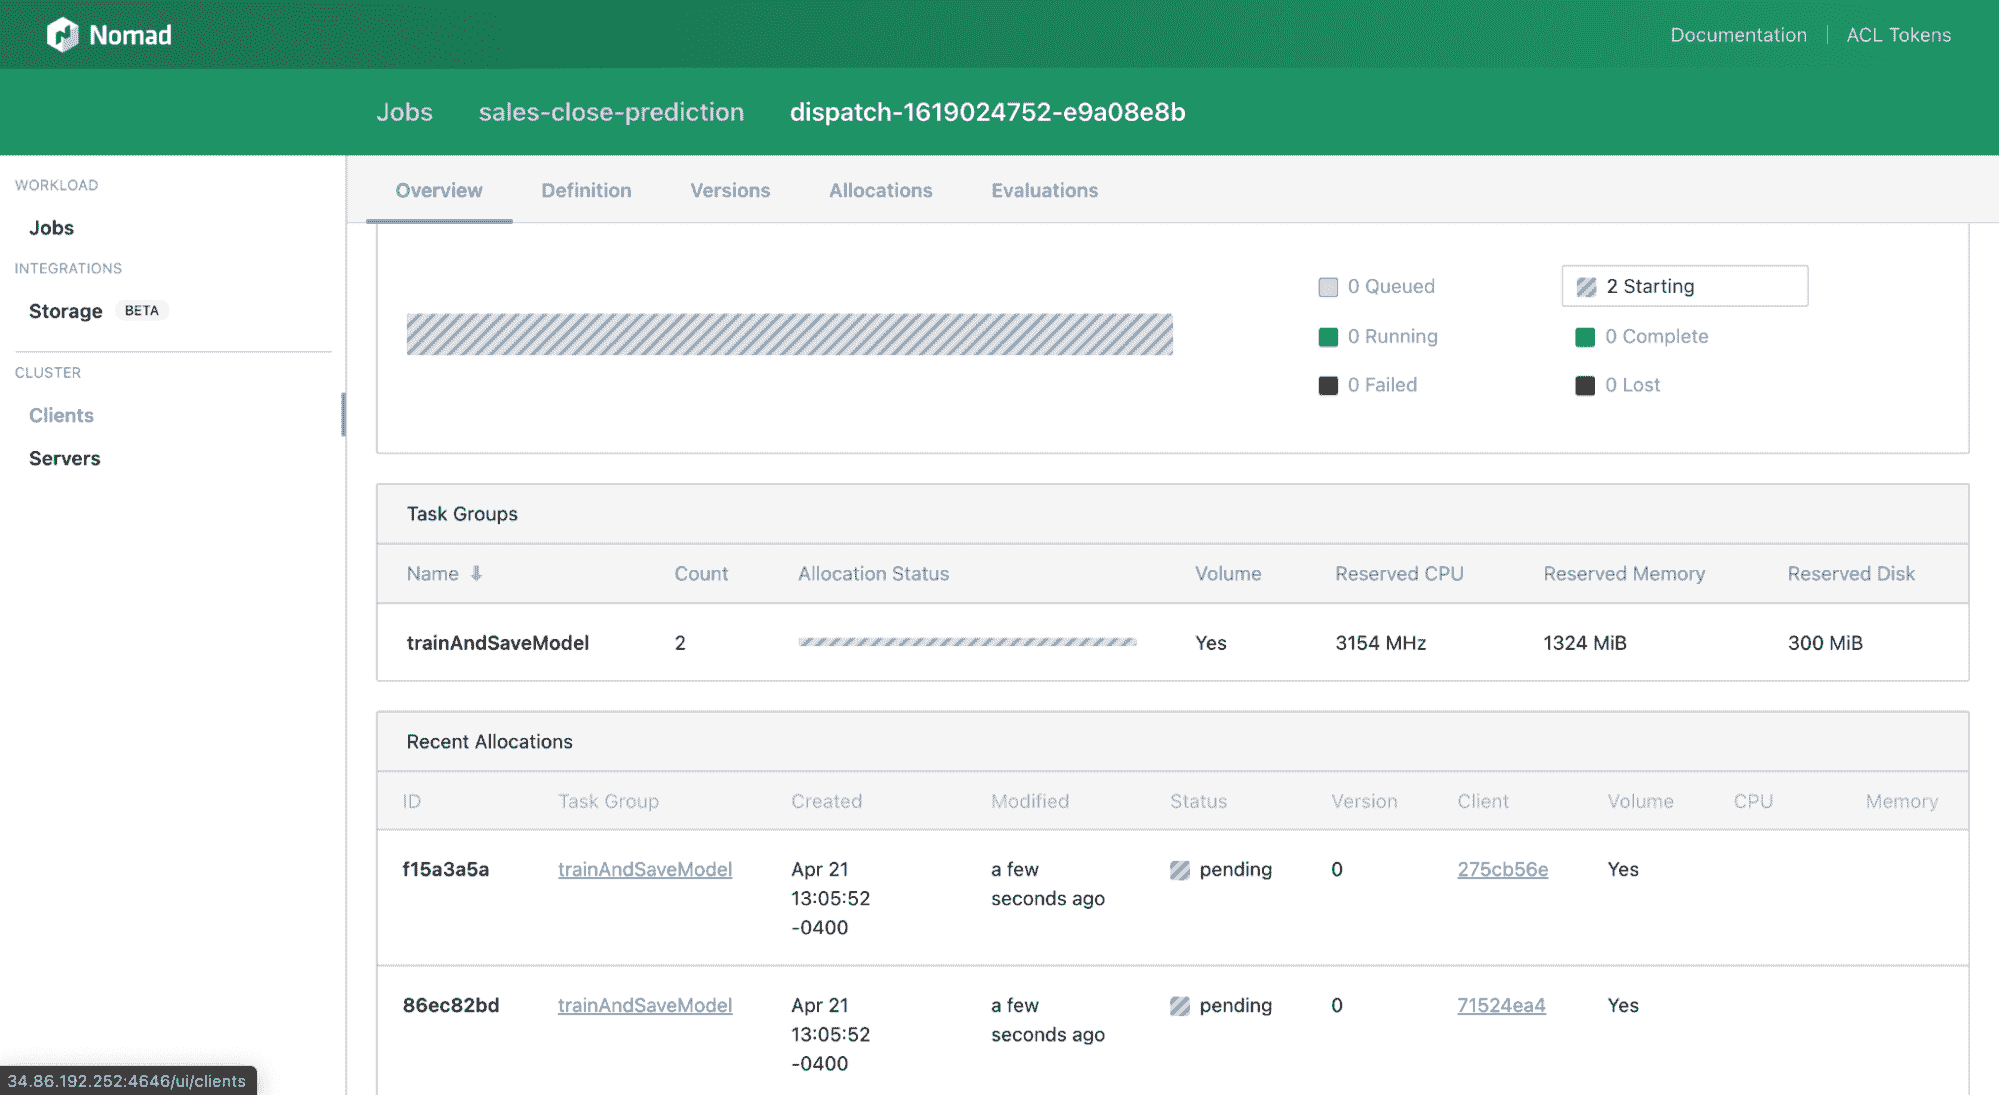 Nomad
Documentation ACL Tokens
Jobs sales-close-prediction dispatch-1619024752-e9a08e8b
WORKLOAD
Jobs
INTEGRATIONS
Storage BETA
CLUSTER
Clients
Servers
Overview Definition Versions Allocations Evaluations
0 Queued 2 Starting
0 Running 0 Complete
0 Failed 0 Lost
Task Groups
Name Count Allocation Status Volume Reserved CPU Reserved Memory Reserved Disk
trainAndSaveModel 2 Yes 3154 MHz 1324 MiB 300 MiB
Recent Allocations
ID Task Group Created Modified Status Version Client Volume CPU Memory
f15a3a5a trainAndSaveModel Apr 21 a few pending 0 275cb56e Yes
13:05:52 seconds ago
-0400
86ec82bd trainAndSaveModel Apr 21 a few pending 0 71524ea4 Yes
13:05:52 seconds ago
-0400
34.86.192.252:4646/ui/clients